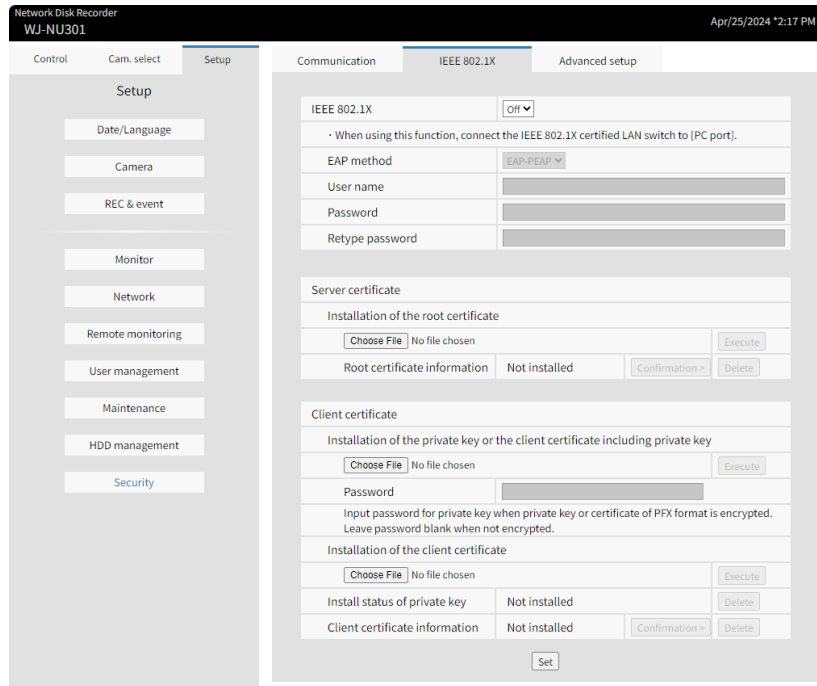 Network Disk Recorder
WJ-NU301
Apr/25/2024 *2:17 PM
Control Cam. select Setup
Setup
Date/Language
Camera
REC & event
Monitor
Network
Remote monitoring
User management
Maintenance
HDD management
Security
Communication IEEE 802.1X Advanced setup
IEEE 802.1X Off
・When using this function, connect the IEEE 802.1X certified LAN switch to [PC port].
EAP method EAP-PEAP
User name
Password
Retype password
Server certificate
Installation of the root certificate
Choose File No file chosen Execute
Root certificate information Not installed Confirmation > Delete
Client certificate
Installation of the private key or the client certificate including private key
Choose File No file chosen Execute
Password
Input password for private key when private key or certificate of PFX format is encrypted.
Leave password blank when not encrypted.
Installation of the client certificate
Choose File No file chosen Execute
Install status of private key Not installed Delete
Client certificate information Not installed Confirmation > Delete
Set